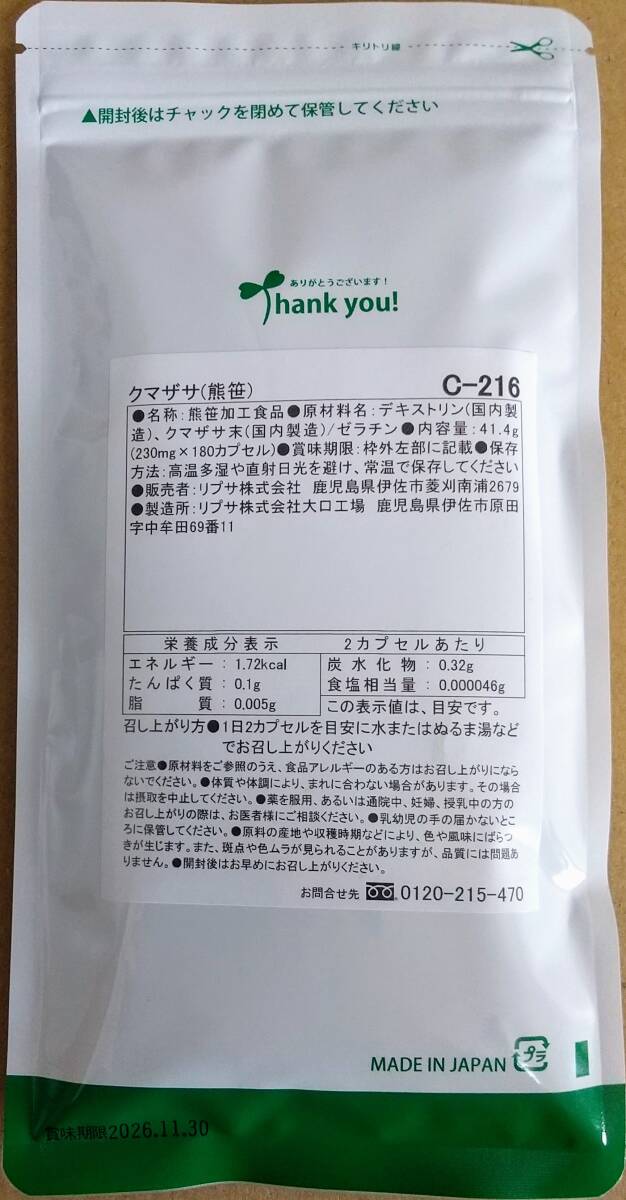 キリトリ線
▲開封後はチャックを閉めて保管してください
ありがとうございます!
Thank you!
クマザサ(熊笹) C-216
●名称:熊笹加工食品●原材料名:デキストリン(国内製
造)、クマザサ末(国内製造)/ゼラチン●内容量:41.4g
(230mg×180カプセル)●賞味期限:枠外左部に記載●保存
方法:高温多湿や直射日光を避け、常温で保存してください
●販売者:リプサ株式会社 鹿児島県伊佐市菱刈南浦2679
●製造所:リプサ株式会社大口工場 鹿児島県伊佐市原田
字中牟田69番11
栄養成分表示 2カプセルあたり
エネルギー:1.72kcal 炭水化物:0.32g
たんぱく質:0.1g 食塩相当量:0.000046g
脂質:0.005g この表示値は、目安です。
召し上がり方●1日2カプセルを目安に水またはぬるま湯など
でお召し上がりください
ご注意●原材料をご参照のうえ、食品アレルギーのある方はお召し上がりになら
ないでください。●体質や体調により、まれに合わない場合があります。その場合
は摂取を中止してください。●薬を服用、あるいは通院中、妊婦、授乳中の方の
お召し上がりの際は、お医者様にご相談ください。●乳幼児の手の届かないとこ
ろに保管してください。●原料の産地や収穫時期などにより、色や風味にばらつ
きが生じます。また、斑点や色ムラが見られることがありますが、品質には問題あ
りません。●開封後はお早めにお召し上がりください。
お問合せ先 0120-215-470
MADE IN JAPAN プラ
賞味期限2026.11.30